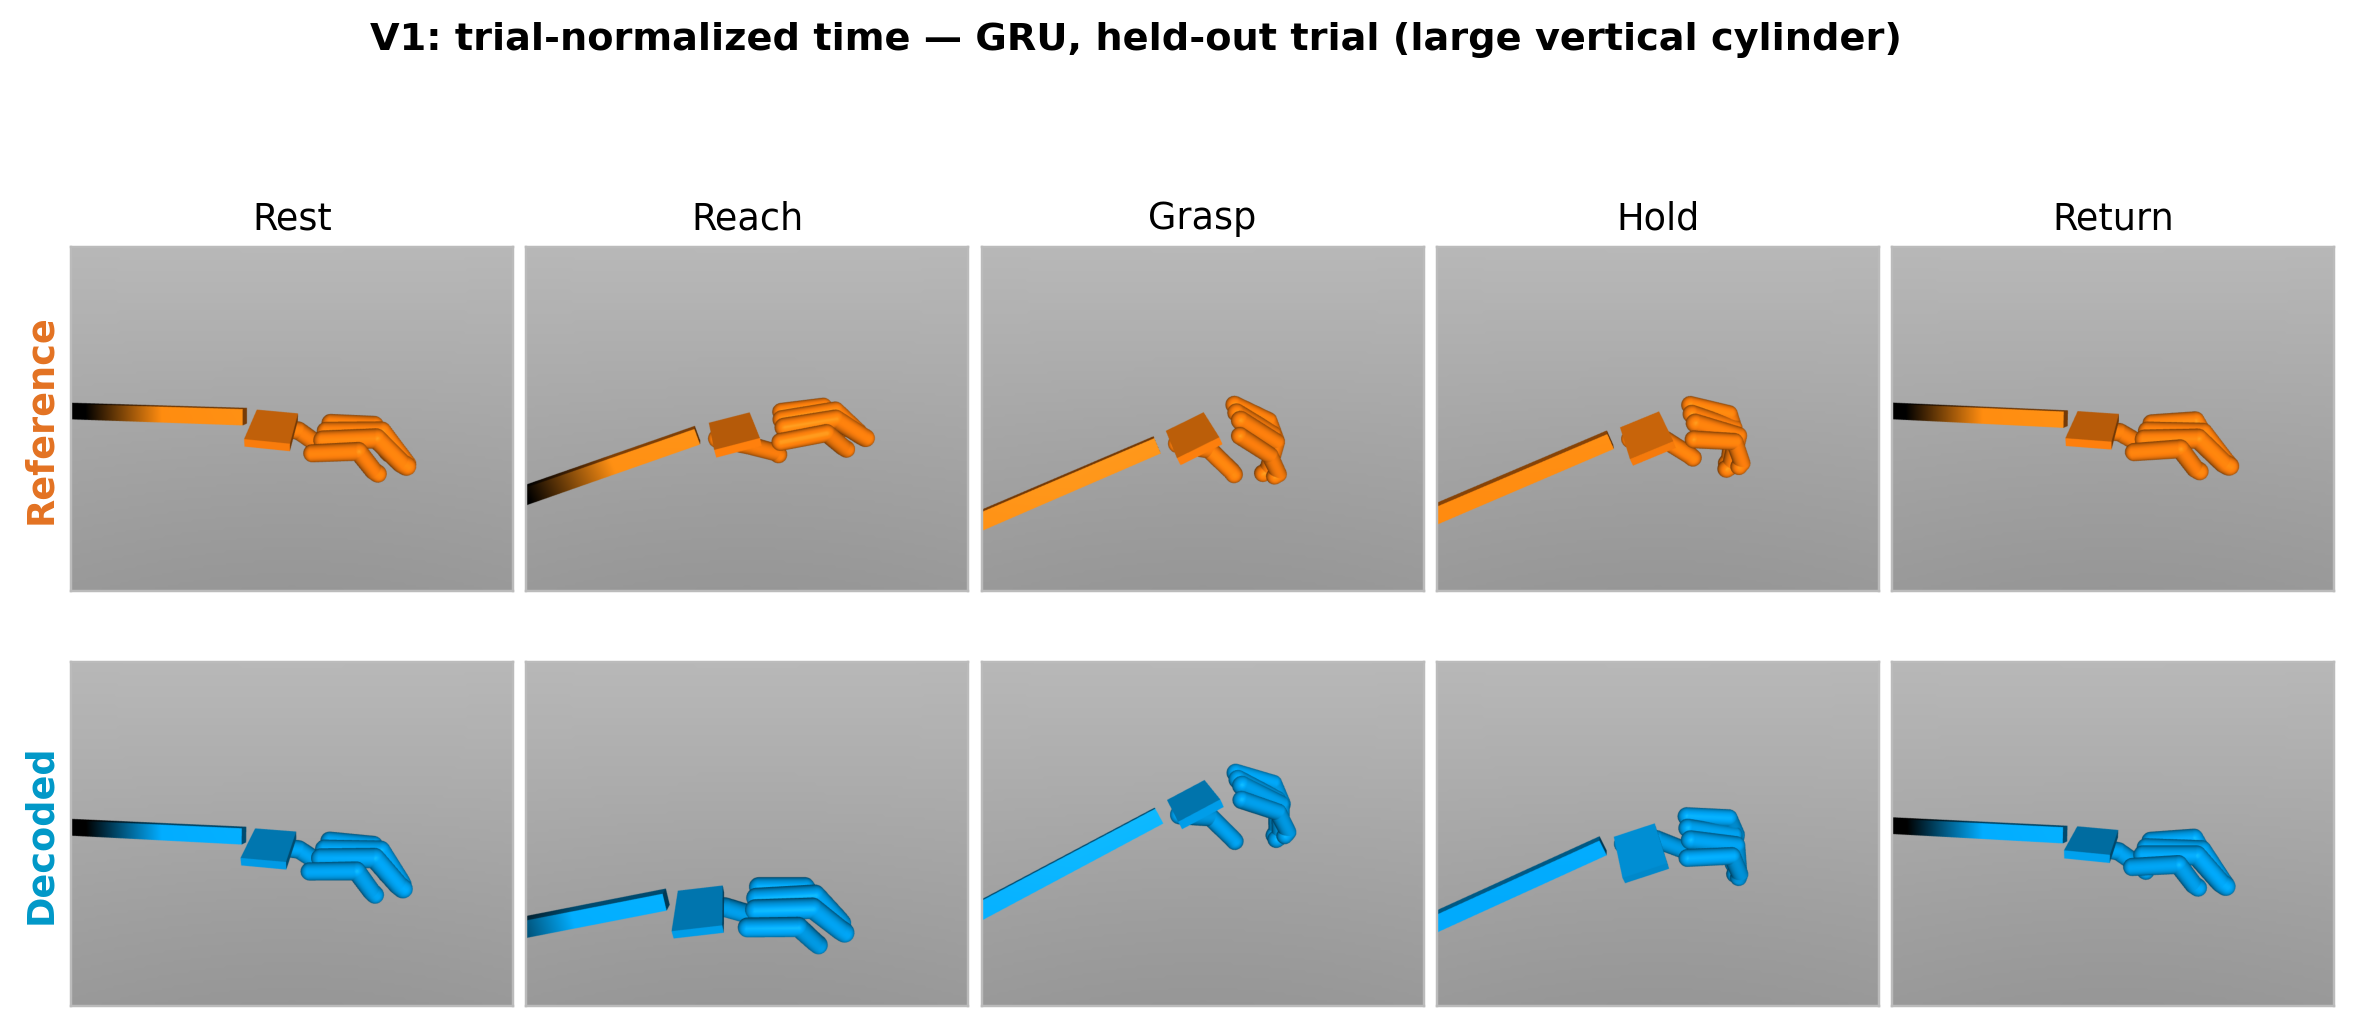 V1: trial-normalized time — GRU, held-out trial (large vertical cylinder)
Rest
Reach
Grasp
Hold
Return
Reference
Decoded